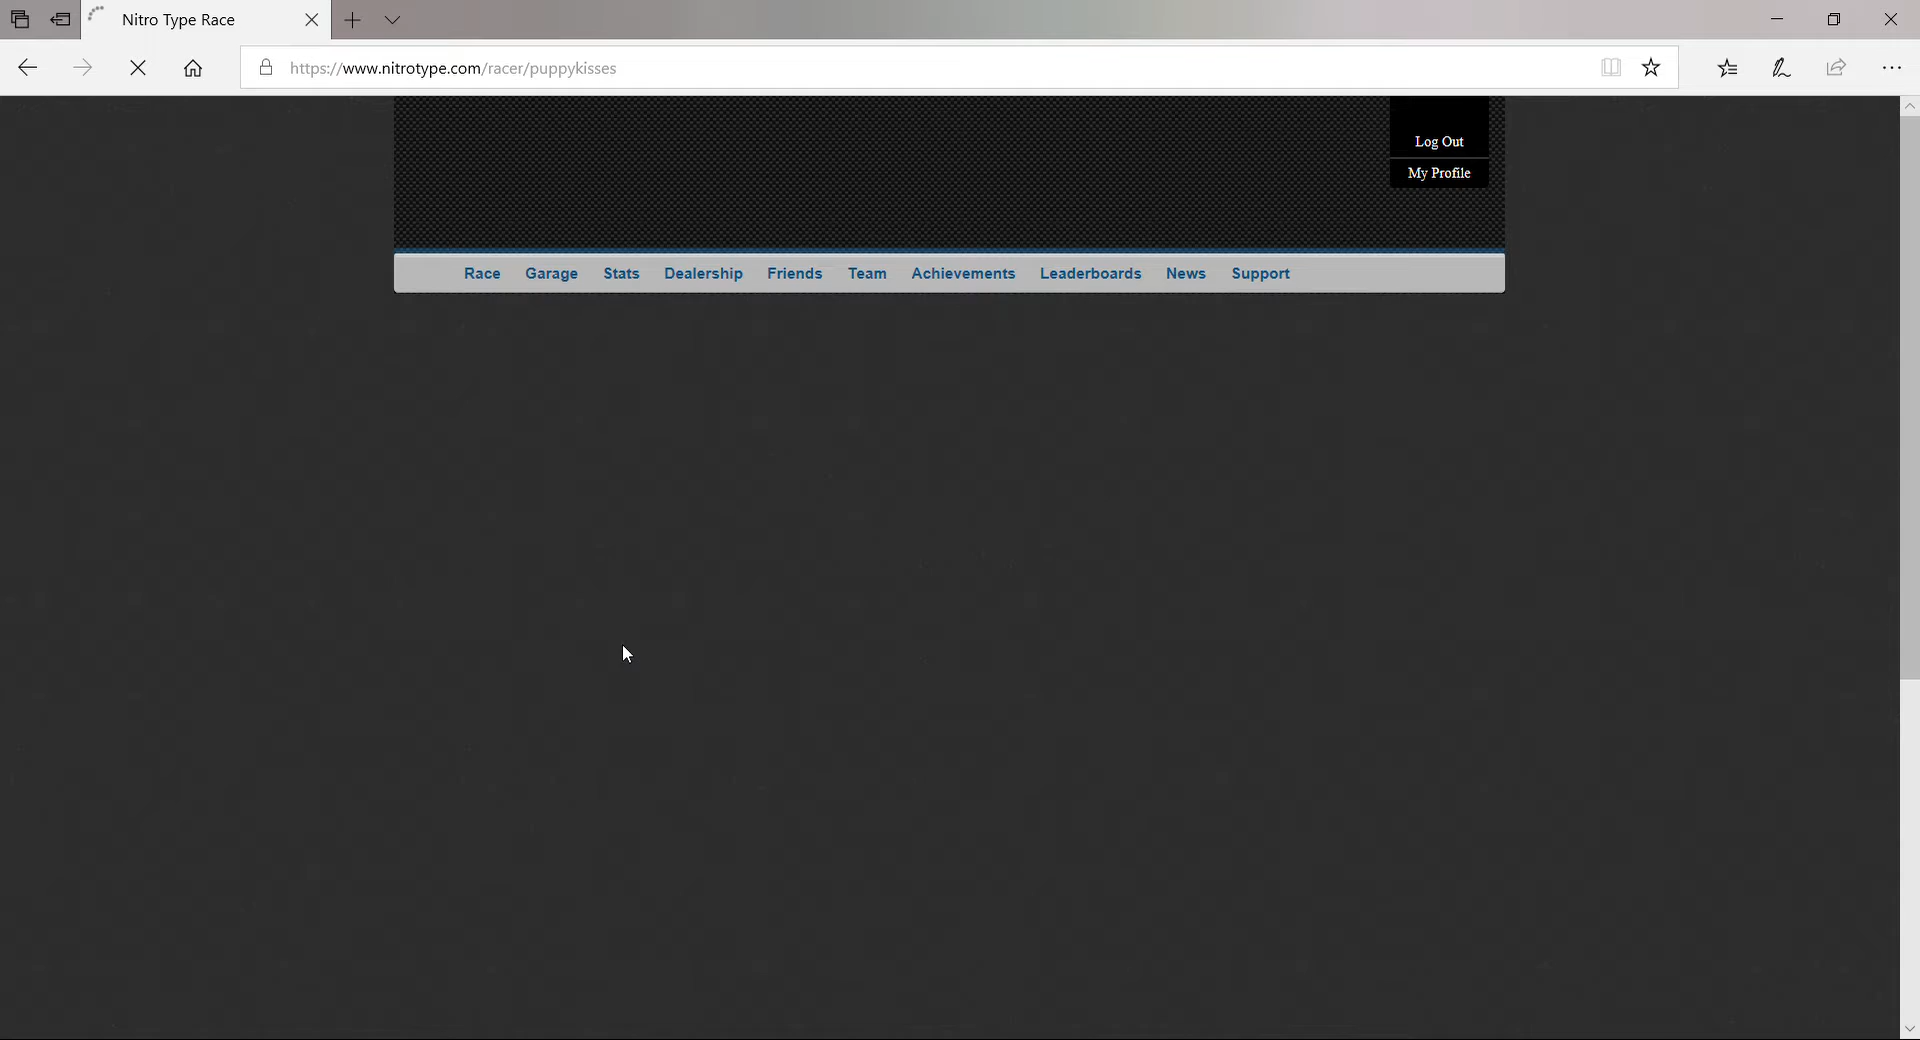 Nitro Type Race
https://www.nitrotype.com/racer/puppykisses
Log Out
My Profile
Race Garage Stats Dealership Friends Team Achievements Leaderboards News Support